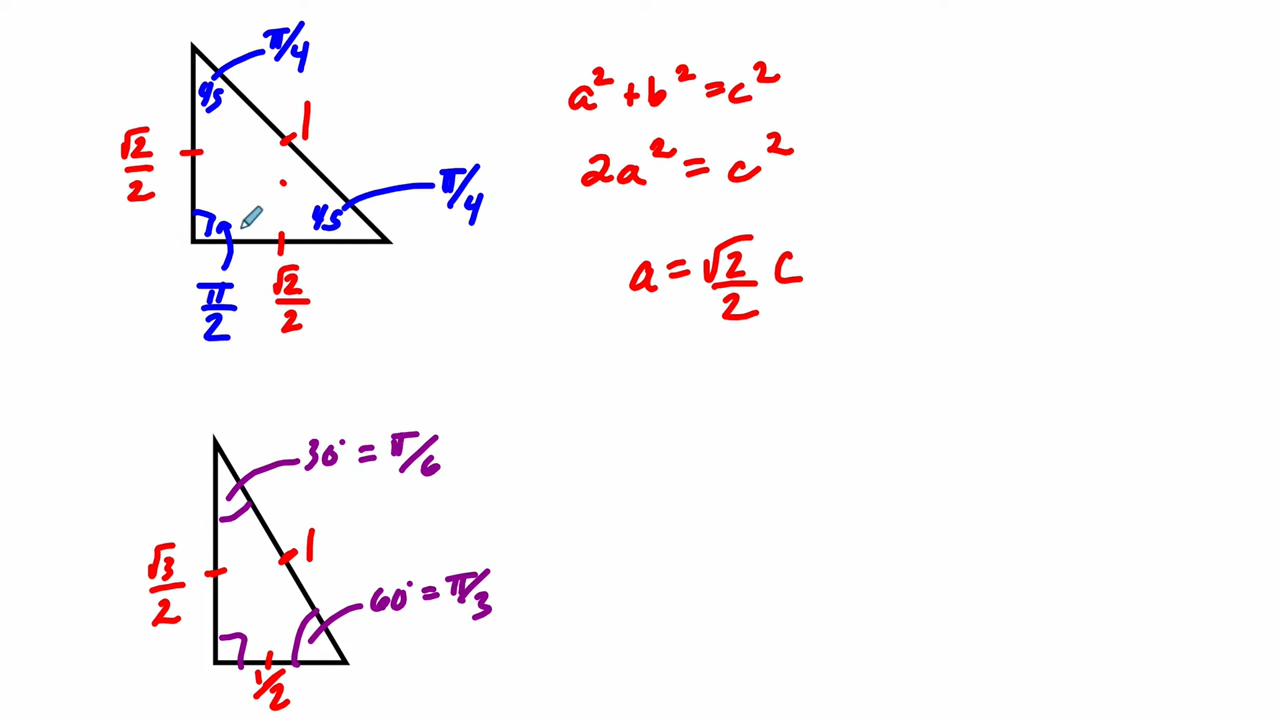 π/4
45
1
√2/2
π/4
45
π/2
√2/2
a² + b² = c²
2a² = c²
a = √2/2 c
30° = π/6
1
√3/2
60° = π/3
1/2